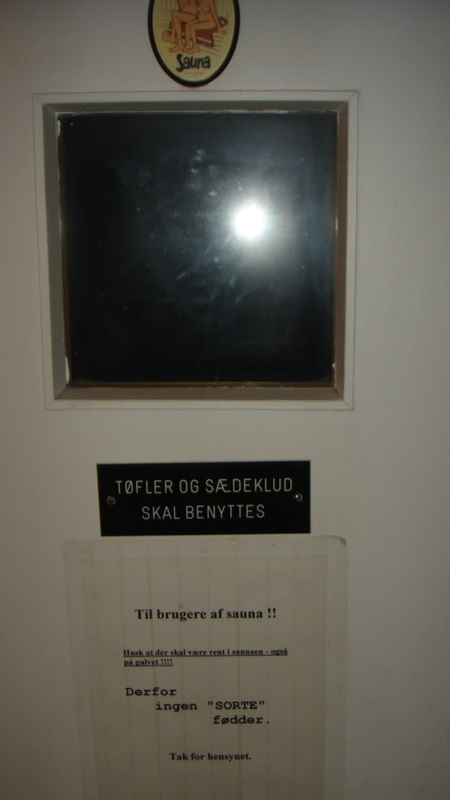 Sauna
TØFLER OG SÆDEKLUD
SKAL BENYTTES
Til brugere af sauna !!
Husk at der skal være rent i saunaen - også
på gulvet !!!!
Derfor
ingen "SORTE"
fødder.
Tak for hensynet.